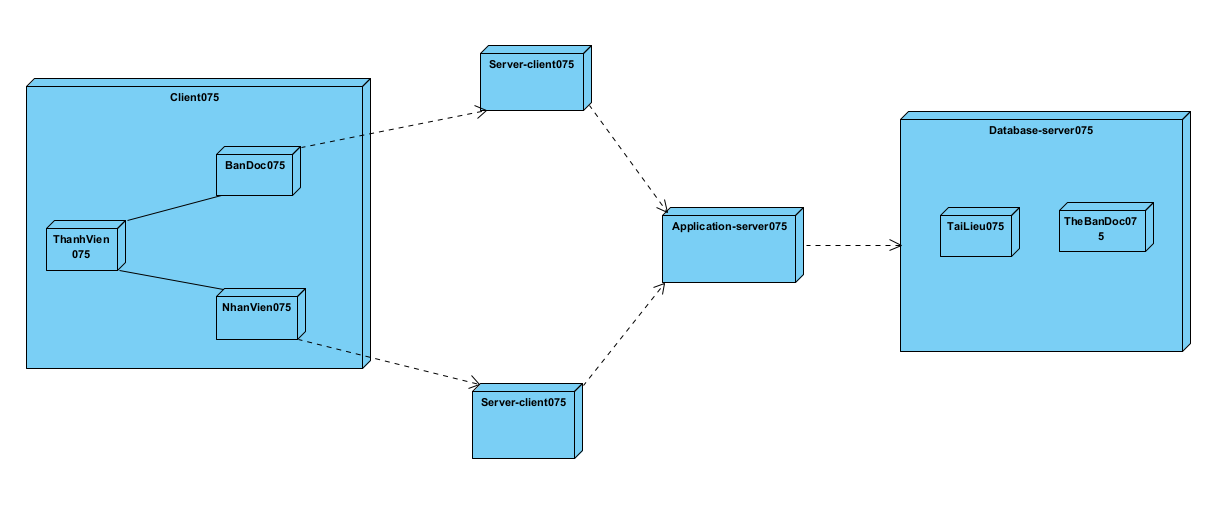 Server-client075
Client075
Database-server075
BanDoc075
ThanhVien
075
Application-server075
TaiLieu075
TheBanDoc07
5
NhanVien075
Server-client075